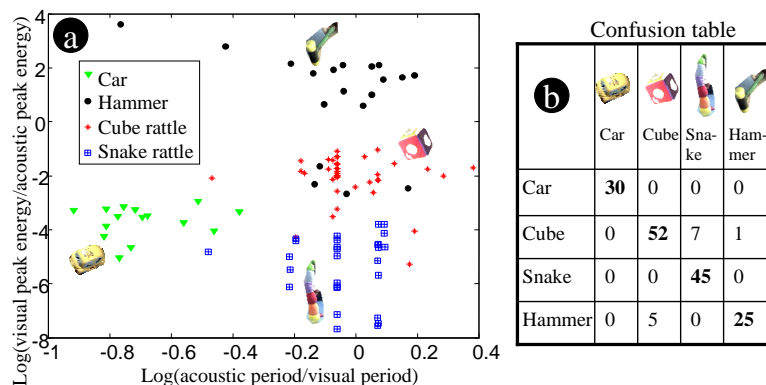 a
Log(visual peak energy/acoustic peak energy)
4
2
0
-2
-4
-6
-8
Car
Hammer
Cube rattle
Snake rattle
-1
-0.8
-0.6
-0.4
-0.2
0
0.2
0.4
Log(acoustic period/visual period)
Confusion table
b
Car Cube Sna-ke Ham-mer
Car 30 0 0 0
Cube 0 52 7 1
Snake 0 0 45 0
Hammer 0 5 0 25